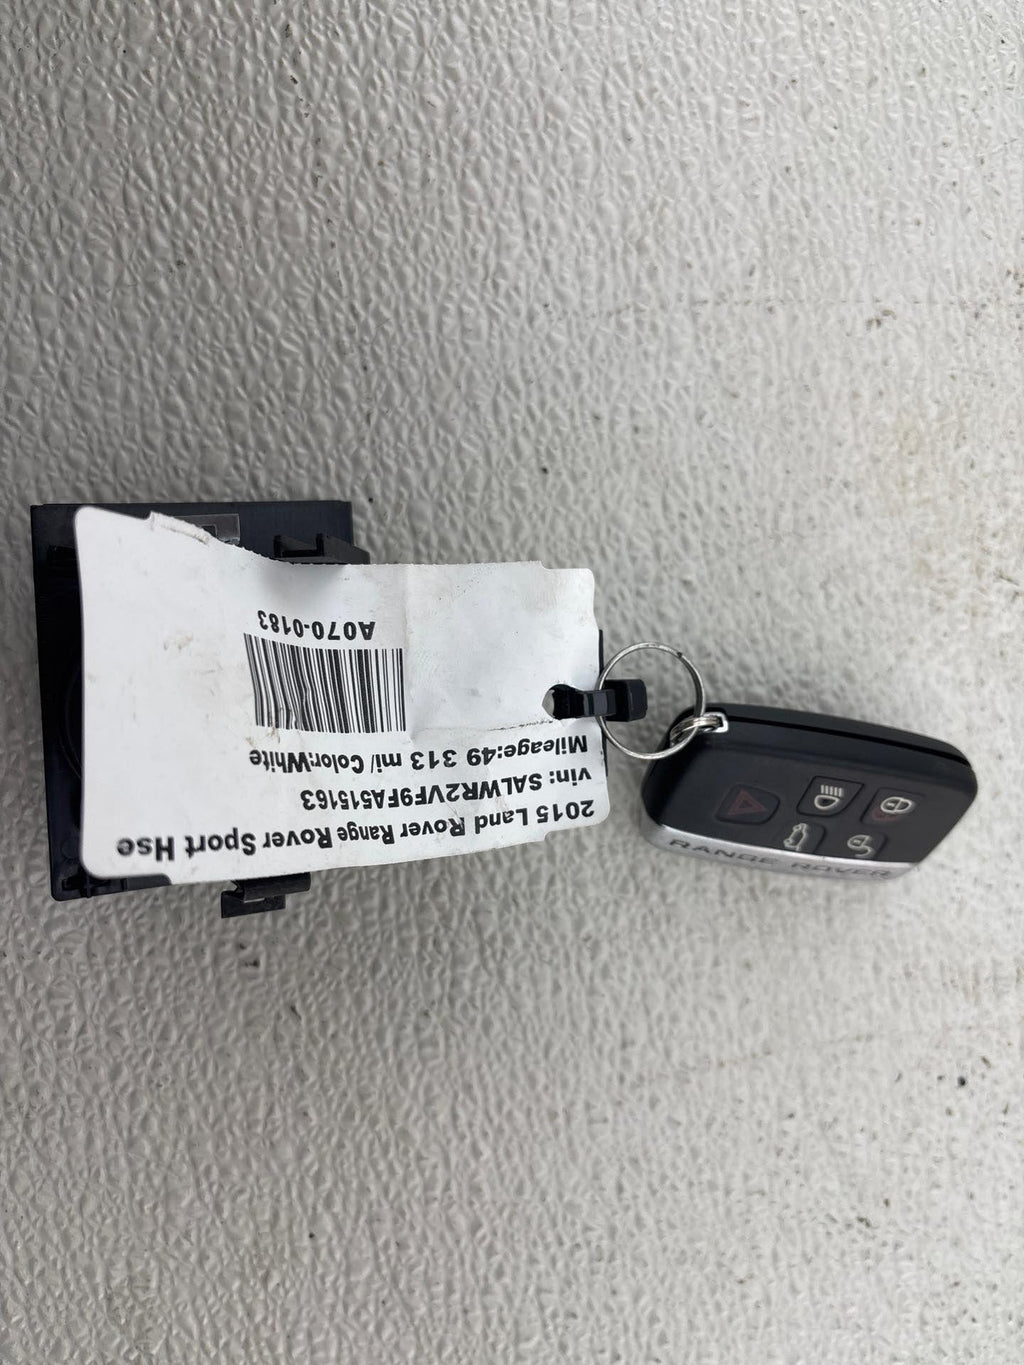 2015 Land Rover Range Rover Sport Hse
vin: SALWR2VF9FA515163
Mileage:49 313 mi/ Color:White
A070-0183
RANGE ROVER